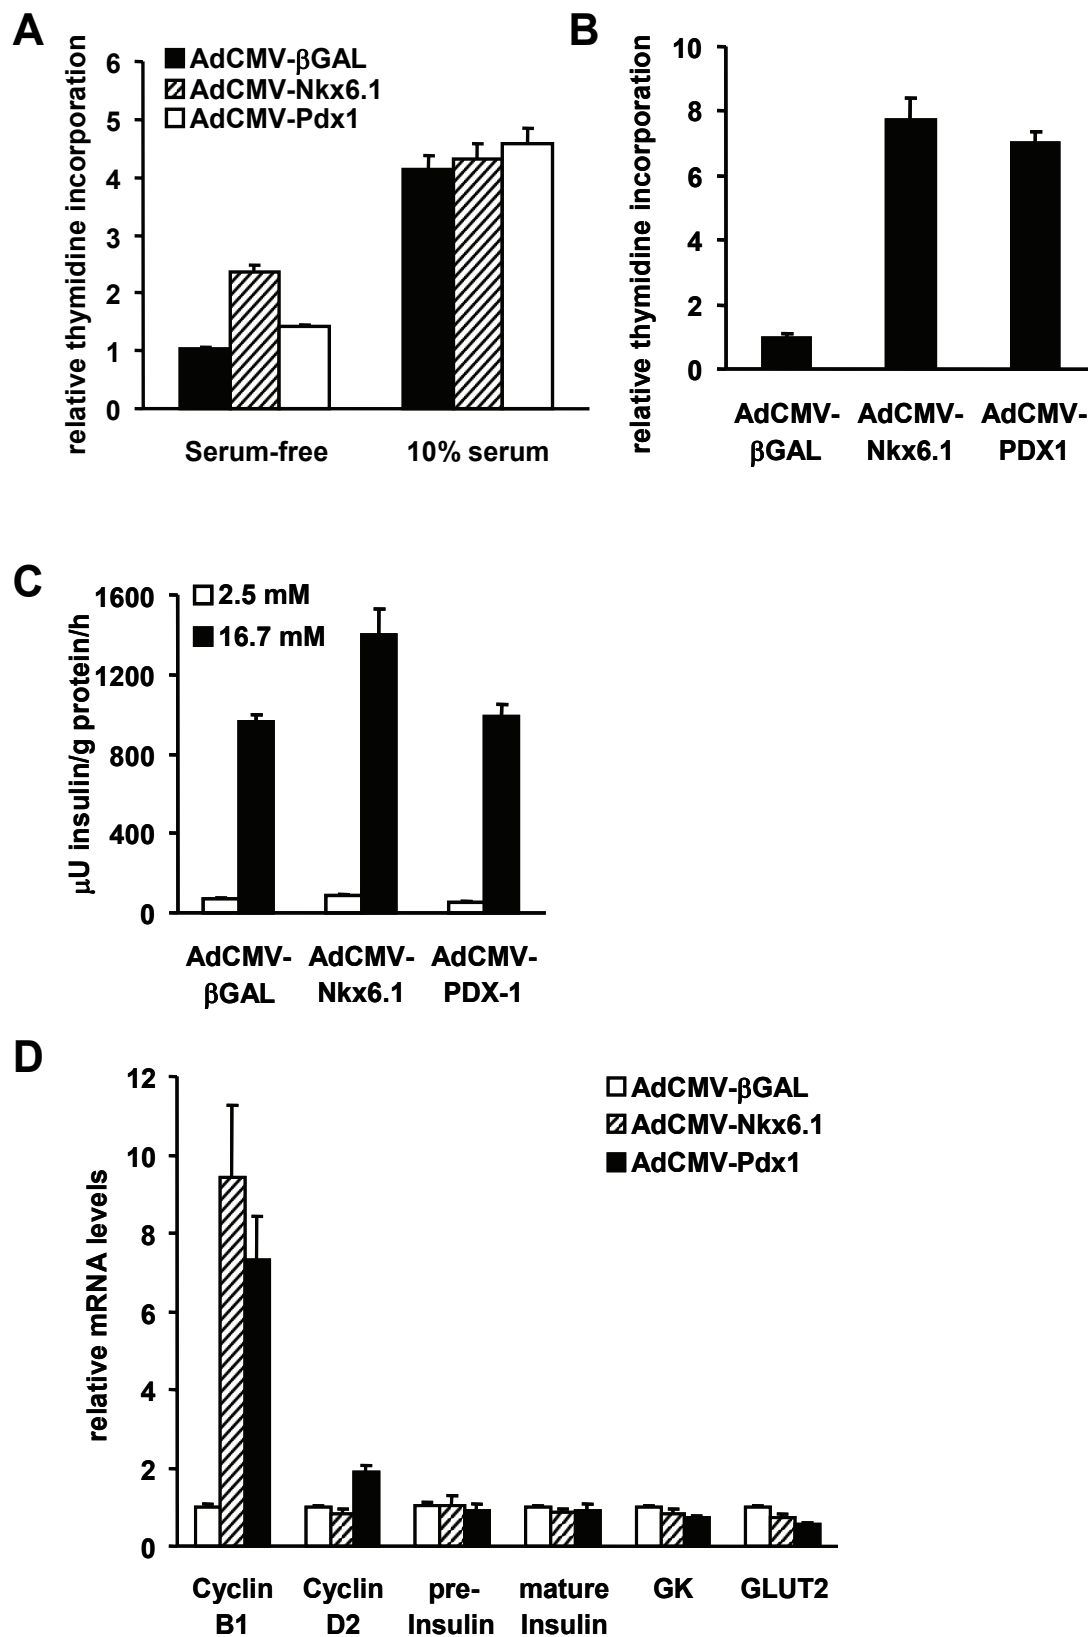 A
relative thymidine incorporation
6
5
4
3
2
1
0
AdCMV-βGAL
AdCMV-Nkx6.1
AdCMV-Pdx1
Serum-free
10% serum
B
relative thymidine incorporation
10
8
6
4
2
0
AdCMV-
βGAL
AdCMV-
Nkx6.1
AdCMV-
PDX1
C
μU insulin/g protein/h
1600
1200
800
400
0
2.5 mM
16.7 mM
AdCMV-
βGAL
AdCMV-
Nkx6.1
AdCMV-
PDX-1
D
relative mRNA levels
12
10
8
6
4
2
0
AdCMV-βGAL
AdCMV-Nkx6.1
AdCMV-Pdx1
Cyclin
B1
Cyclin
D2
pre-
Insulin
mature
Insulin
GK
GLUT2